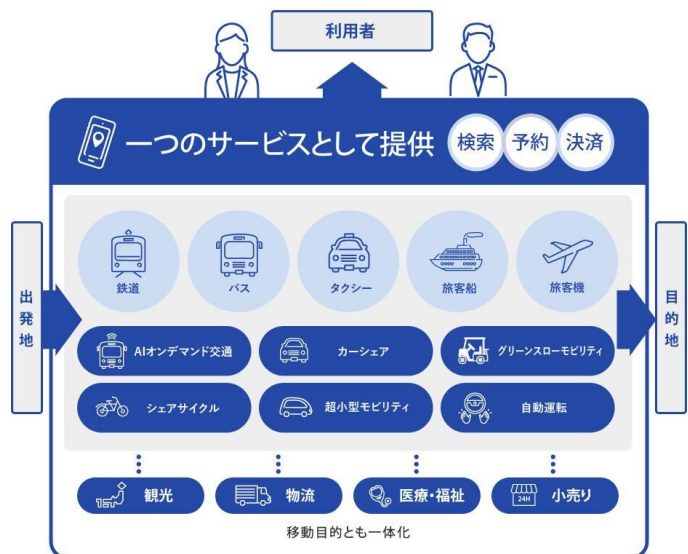 利用者
一つのサービスとして提供
検索 予約 決済
出発地
鉄道 バス タクシー 旅客船 旅客機
目的地
AIオンデマンド交通 カーシェア グリーンスローモビリティ
シェアサイクル 超小型モビリティ 自動運転
観光 物流 医療・福祉 24H 小売り
移動目的とも一体化